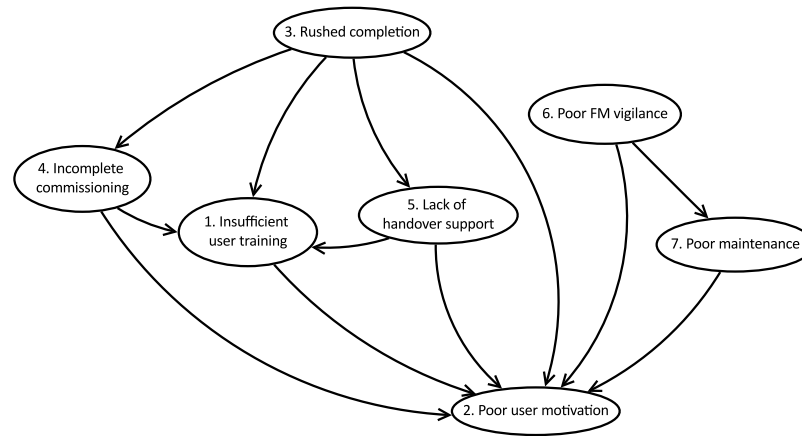 3. Rushed completion
6. Poor FM vigilance
4. Incomplete
commissioning
5. Lack of
handover support
1. Insufficient
user training
7. Poor maintenance
2. Poor user motivation